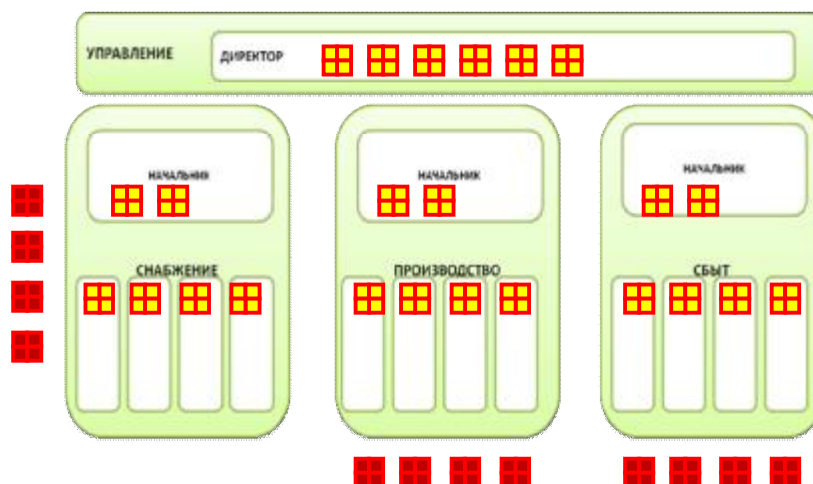 УПРАВЛЕНИЕ
ДИРЕКТОР
НАЧАЛЬНИК
НАЧАЛЬНИК
НАЧАЛЬНИК
СНАБЖЕНИЕ
ПРОИЗВОДСТВО
СБЫТ